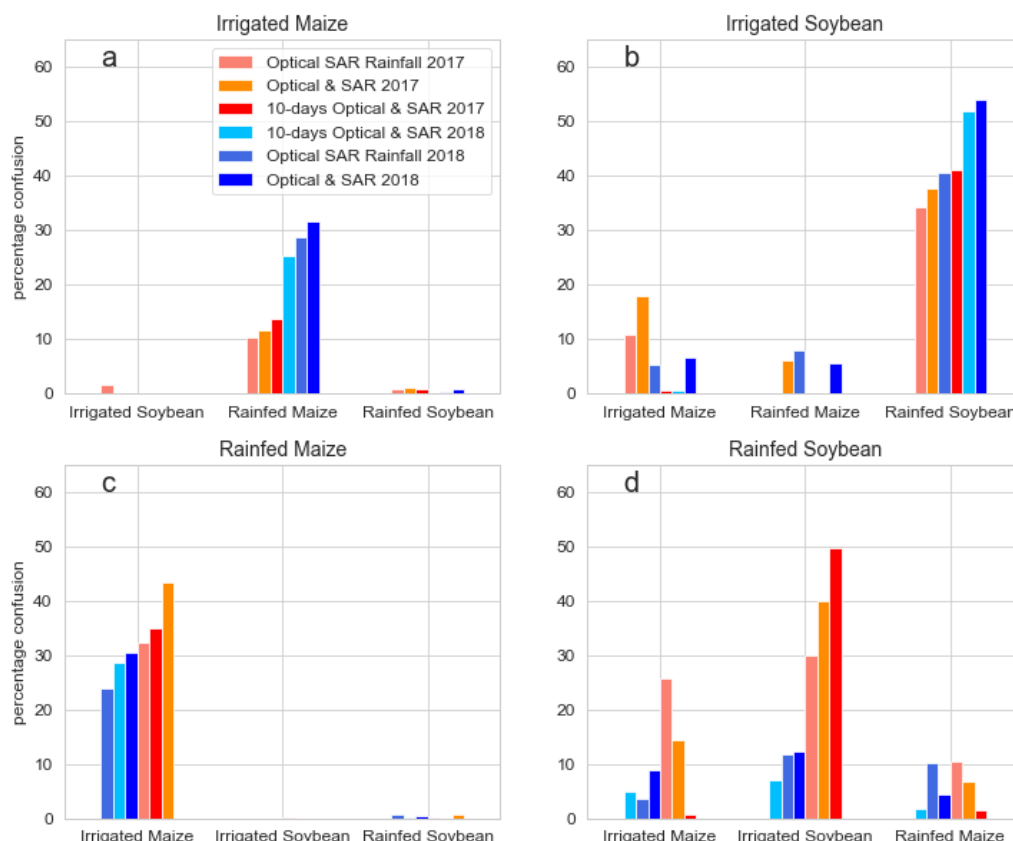 Irrigated Maize
Irrigated Soybean
a
b
Optical SAR Rainfall 2017
Optical & SAR 2017
10-days Optical & SAR 2017
10-days Optical & SAR 2018
Optical SAR Rainfall 2018
Optical & SAR 2018
percentage confusion
60
50
40
30
20
10
0
60
50
40
30
20
10
0
Irrigated Soybean Rainfed Maize Rainfed Soybean
Irrigated Maize Rainfed Maize Rainfed Soybean
Rainfed Maize
Rainfed Soybean
c
d
percentage confusion
60
50
40
30
20
10
0
60
50
40
30
20
10
0
Irrigated Maize Irrigated Soybean Rainfed Soybean
Irrigated Maize Irrigated Soybean Rainfed Maize